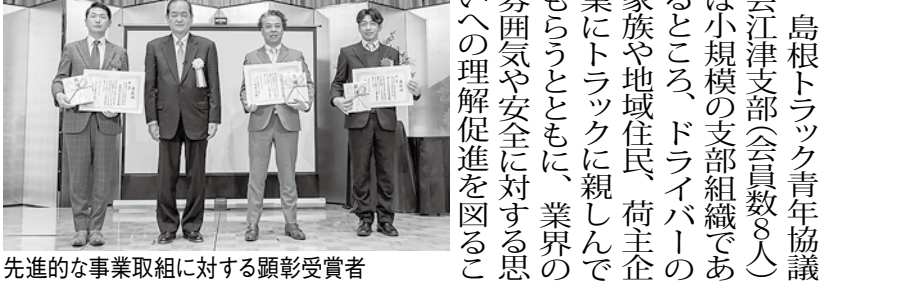 島根トラック青年協議
会江津支部(会員数8人)
は小規模の支部組織であ
るところ、ドライバーの
家族や地域住民、荷主企
業にトラックに親しんで
もらうとともに、業界の
雰囲気や安全に対する思
いへの理解促進を図るこ
先進的な事業取組に対する顕彰受賞者